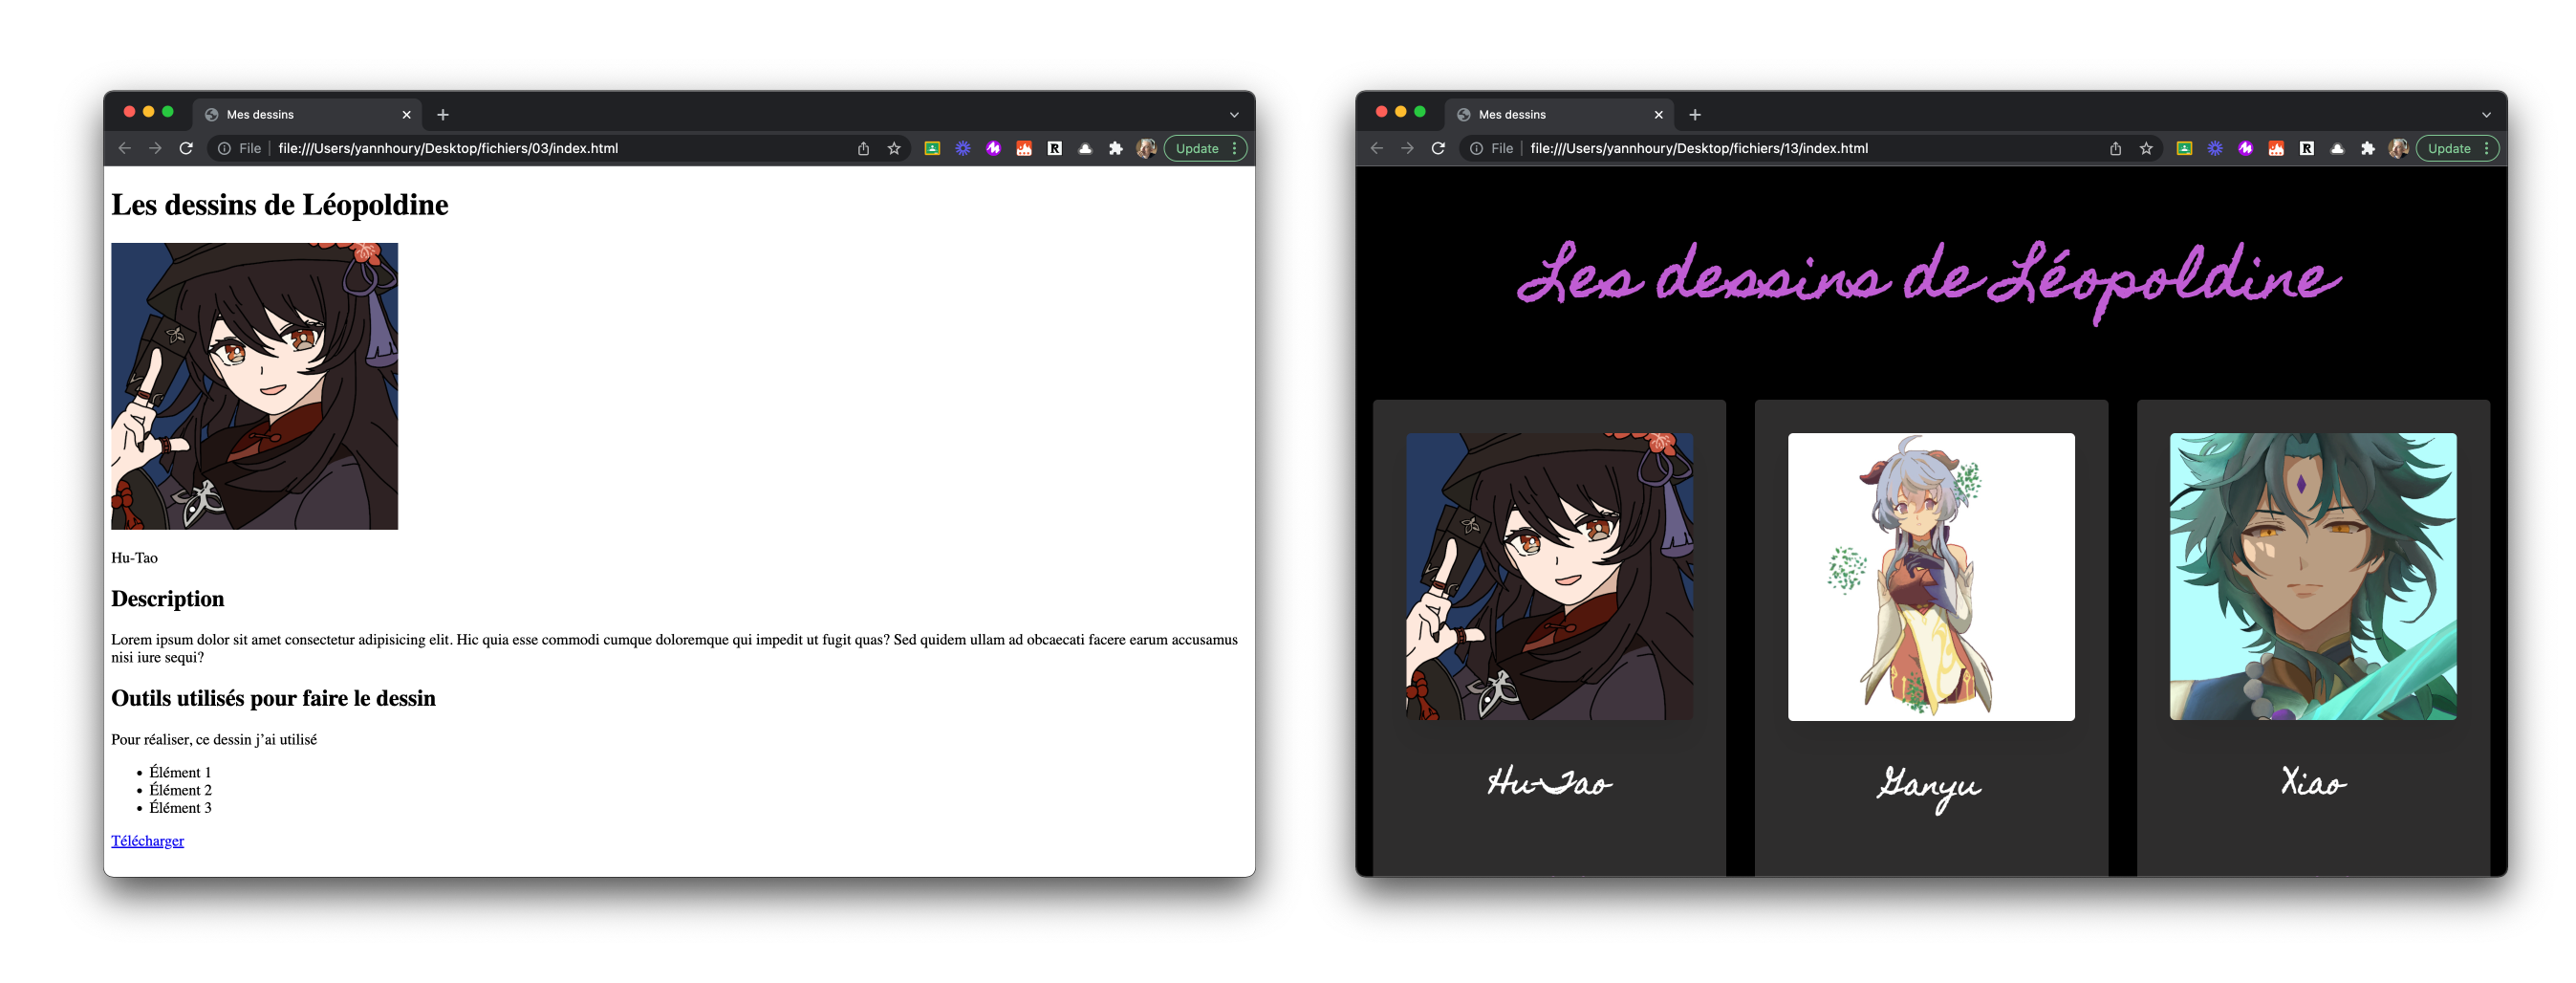 Mes dessins
File
file:///Users/yannhoury/Desktop/fichiers/03/index.html
Update
Les dessins de Léopoldine
Hu-Tao
Description
Lorem ipsum dolor sit amet consectetur adipisicing elit. Hic quia esse commodi cumque doloremque qui impedit ut fugit quas? Sed quidem ullam ad obcaecati facere earum accusamus
nisi iure sequi?
Outils utilisés pour faire le dessin
Pour réaliser, ce dessin j’ai utilisé
• Élément 1
• Élément 2
• Élément 3
Télécharger
Mes dessins
File
file:///Users/yannhoury/Desktop/fichiers/13/index.html
Update
Les dessins de Léopoldine
Hu-Tao
Ganyu
Xiao